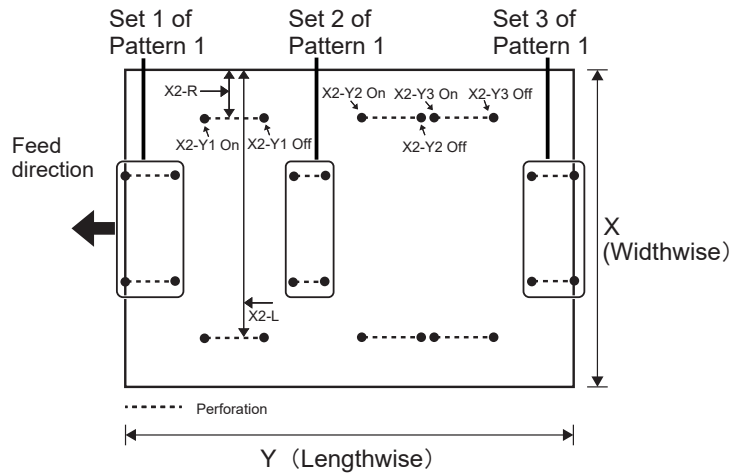 Set 1 of
Pattern 1
Set 2 of
Pattern 1
Set 3 of
Pattern 1
X2-R
X2-Y2 On
X2-Y3 On
X2-Y3 Off
X2-Y1 On
X2-Y1 Off
X2-Y2 Off
Feed
direction
X
(Widthwise）
X2-L
Perforation
Y（Lengthwise）